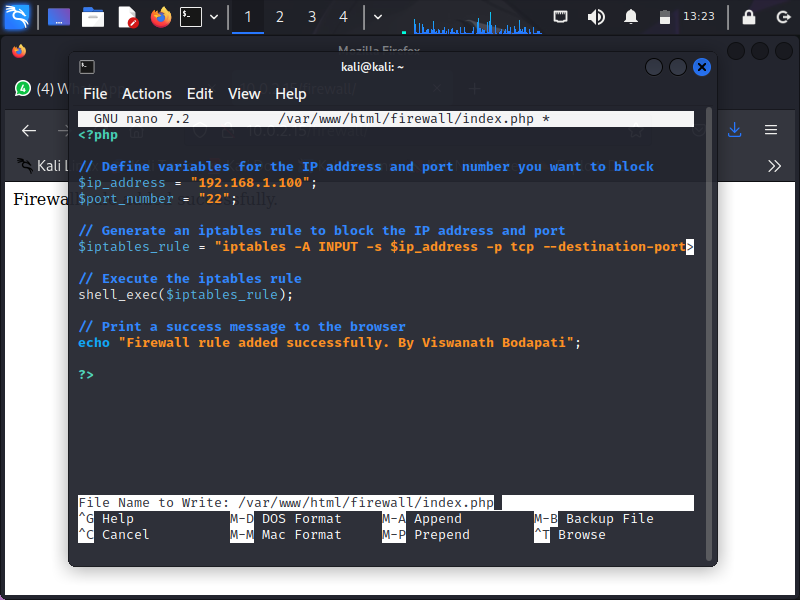 1 2 3 4 13:23
Mozilla Firefox
kali@kali: ~
(4) W
File Actions Edit View Help
GNU nano 7.2 /var/www/html/firewall/index.php *
<?php
// Define variables for the IP address and port number you want to block
$ip_address = "192.168.1.100";
$port_number = "22";
// Generate an iptables rule to block the IP address and port
$iptables_rule = "iptables -A INPUT -s $ip_address -p tcp --destination-port>
// Execute the iptables rule
shell_exec($iptables_rule);
// Print a success message to the browser
echo "Firewall rule added successfully. By Viswanath Bodapati";
?>
Kali Li
Firewa
File Name to Write: /var/www/html/firewall/index.php
^G Help M-D DOS Format M-A Append M-B Backup File
^C Cancel M-M Mac Format M-P Prepend ^T Browse